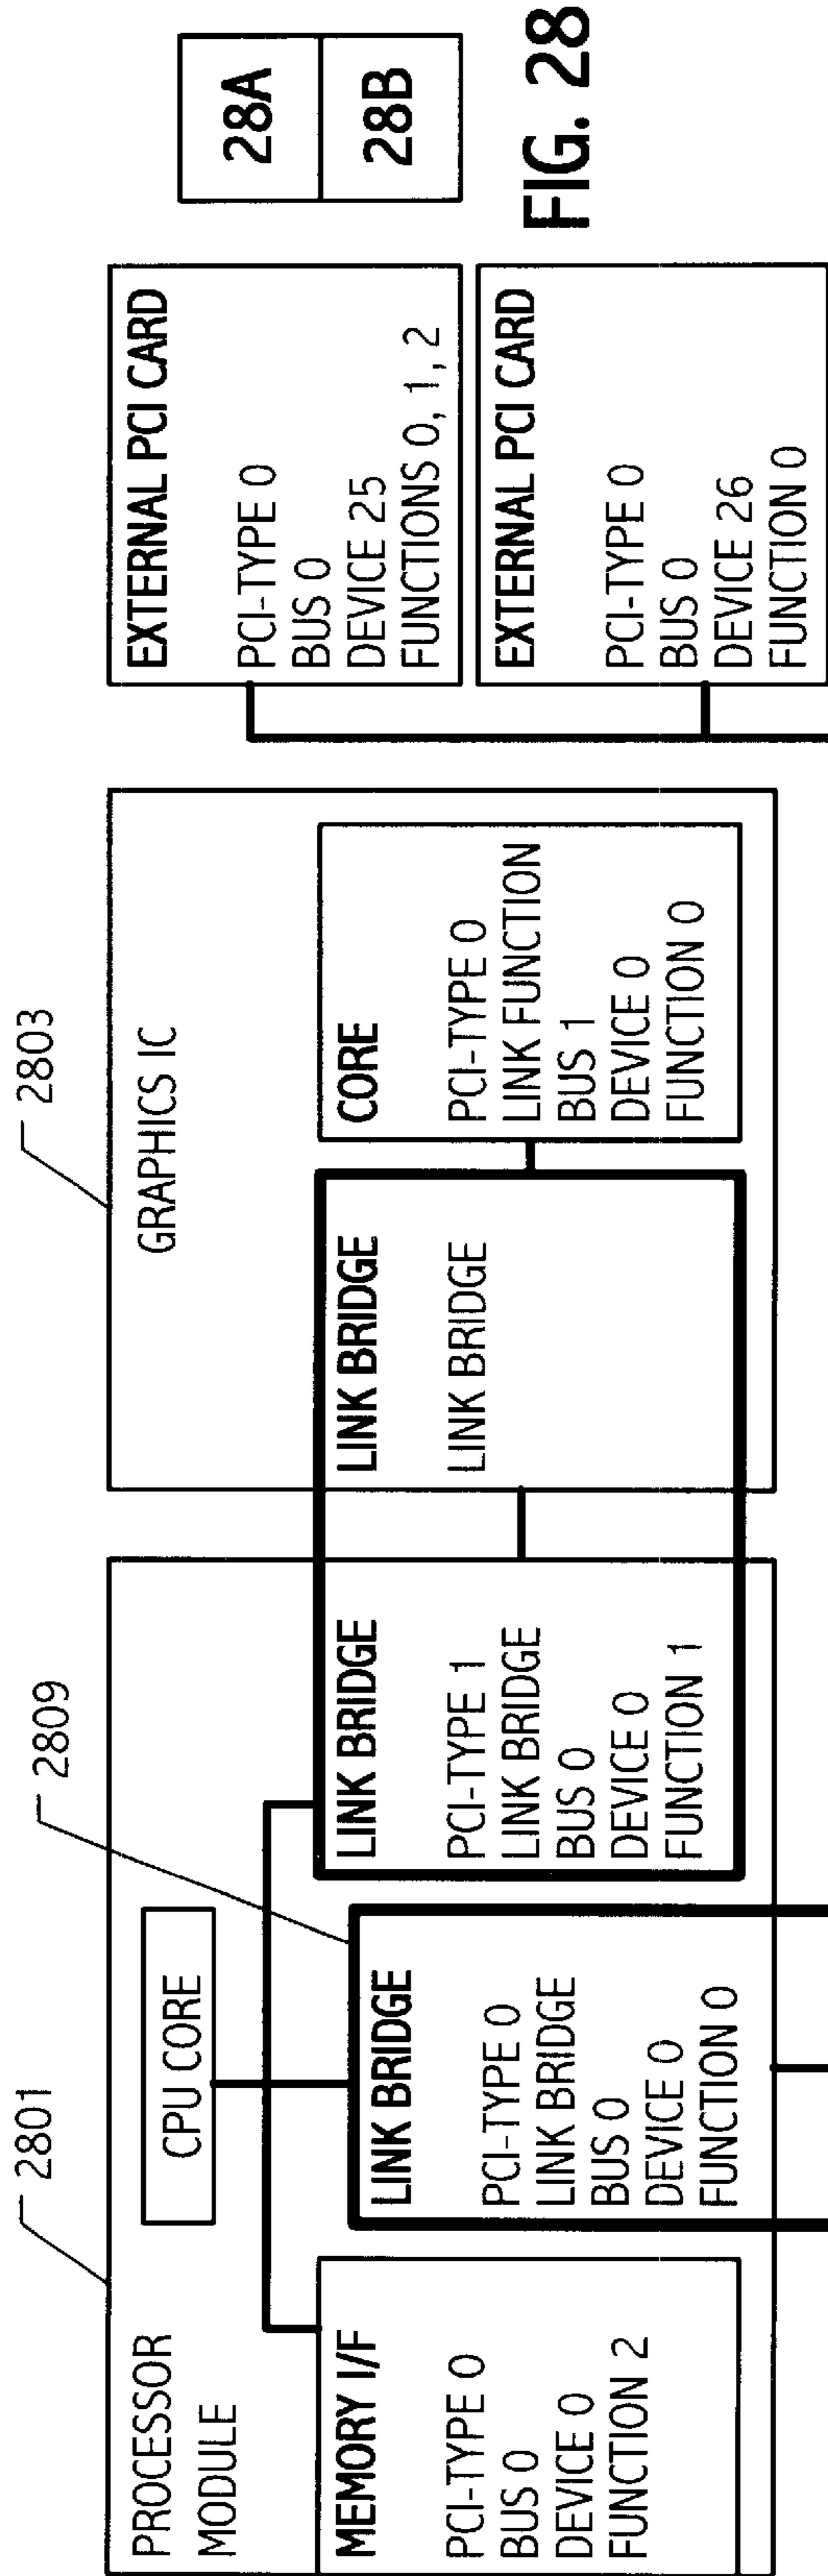 2801
2809
2803
PROCESSOR
MODULE
CPU CORE
MEMORY I/F
PCI-TYPE 0
BUS 0
DEVICE 0
FUNCTION 2
LINK BRIDGE
PCI-TYPE 0
LINK BRIDGE
BUS 0
DEVICE 0
FUNCTION 0
LINK BRIDGE
PCI-TYPE 1
LINK BRIDGE
BUS 0
DEVICE 0
FUNCTION 1
GRAPHICS IC
LINK BRIDGE
LINK BRIDGE
CORE
PCI-TYPE 0
LINK FUNCTION
BUS 1
DEVICE 0
FUNCTION 0
EXTERNAL PCI CARD
PCI-TYPE 0
BUS 0
DEVICE 25
FUNCTIONS 0, 1, 2
EXTERNAL PCI CARD
PCI-TYPE 0
BUS 0
DEVICE 26
FUNCTION 0
28A
28B
FIG. 28